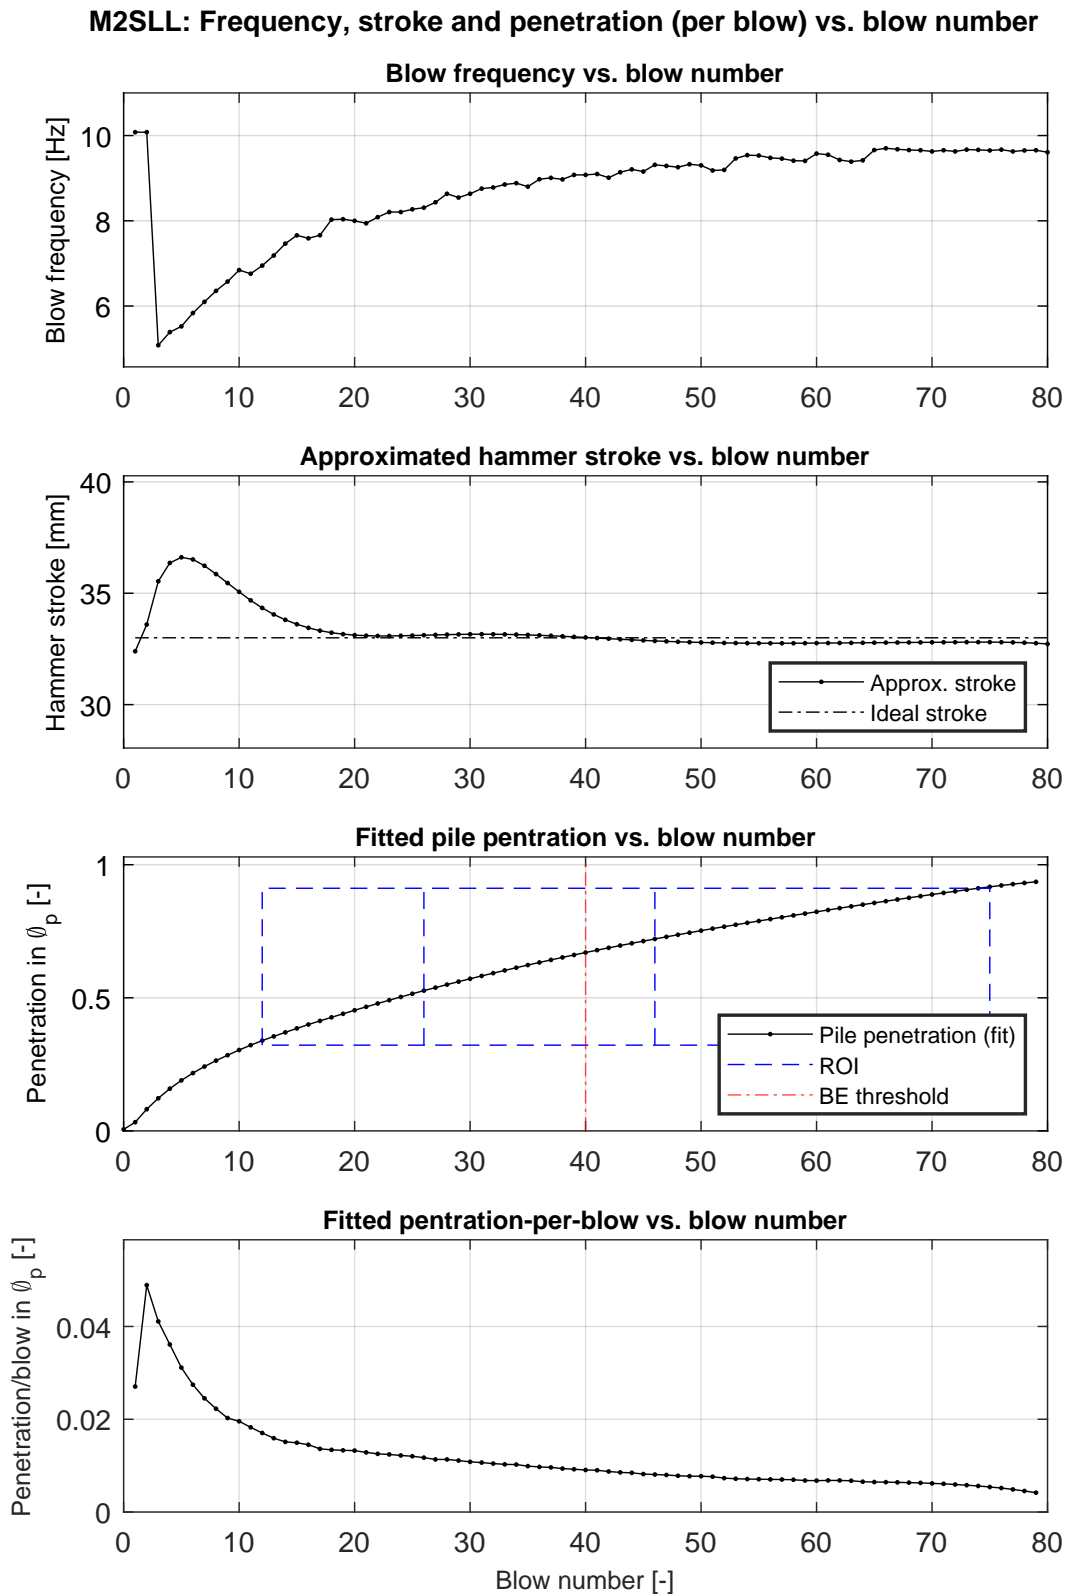 M2SLL: Frequency, stroke and penetration (per blow) vs. blow number
Blow frequency vs. blow number
Blow frequency [Hz]
10
8
6
0 10 20 30 40 50 60 70 80
Approximated hammer stroke vs. blow number
Hammer stroke [mm]
40
35
30
Approx. stroke
Ideal stroke
0 10 20 30 40 50 60 70 80
Fitted pile pentration vs. blow number
Penetration in ∅p [-]
1
0.5
0
Pile penetration (fit)
ROI
BE threshold
0 10 20 30 40 50 60 70 80
Fitted pentration-per-blow vs. blow number
Penetration/blow in ∅p [-]
0.04
0.02
0
0 10 20 30 40 50 60 70 80
Blow number [-]